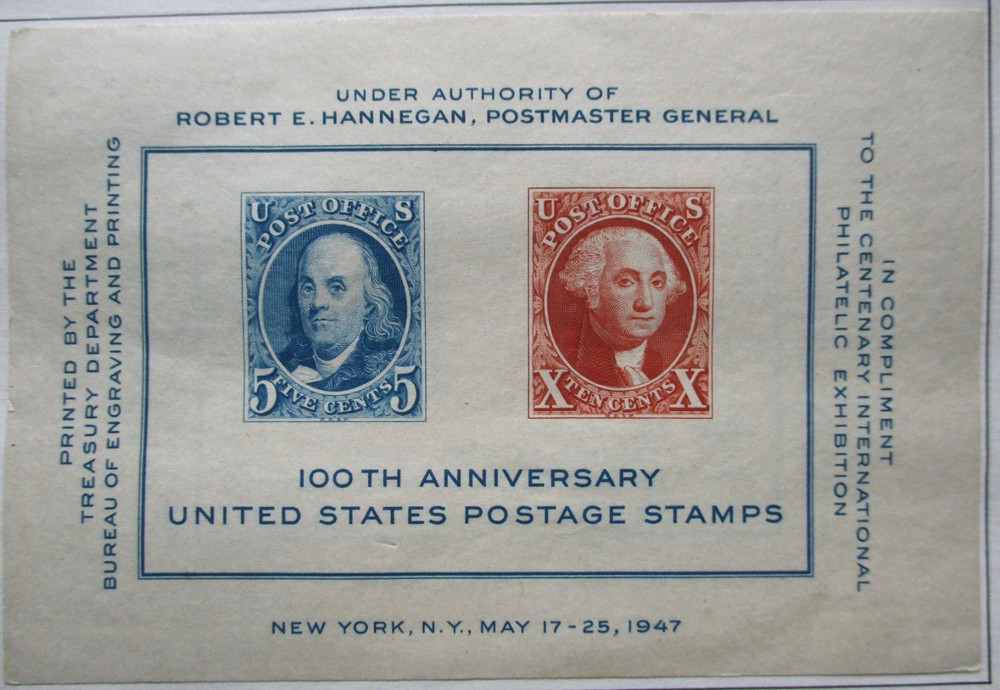 UNDER AUTHORITY OF
ROBERT E. HANNEGAN, POSTMASTER GENERAL
PRINTED BY THE
TREASURY DEPARTMENT
BUREAU OF ENGRAVING AND PRINTING
U S
POST OFFICE
5 FIVE CENTS 5
U S
POST OFFICE
X TEN CENTS X
100TH ANNIVERSARY
UNITED STATES POSTAGE STAMPS
IN COMPLIMENT
TO THE CENTENARY INTERNATIONAL
PHILATELIC EXHIBITION
NEW YORK, N.Y., MAY 17-25, 1947